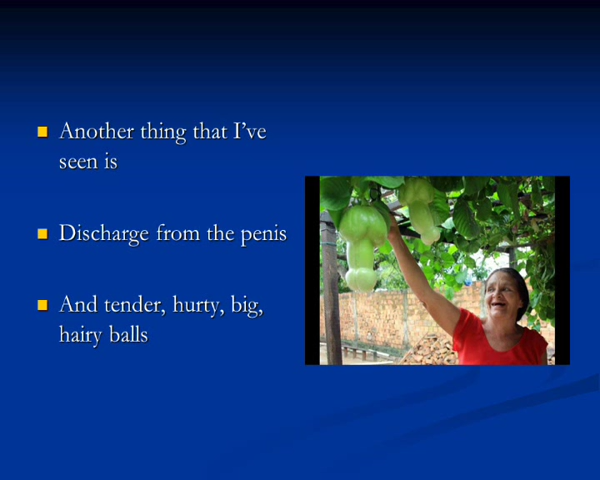 Another thing that I've
seen is
Discharge from the penis
And tender, hurty, big,
hairy balls